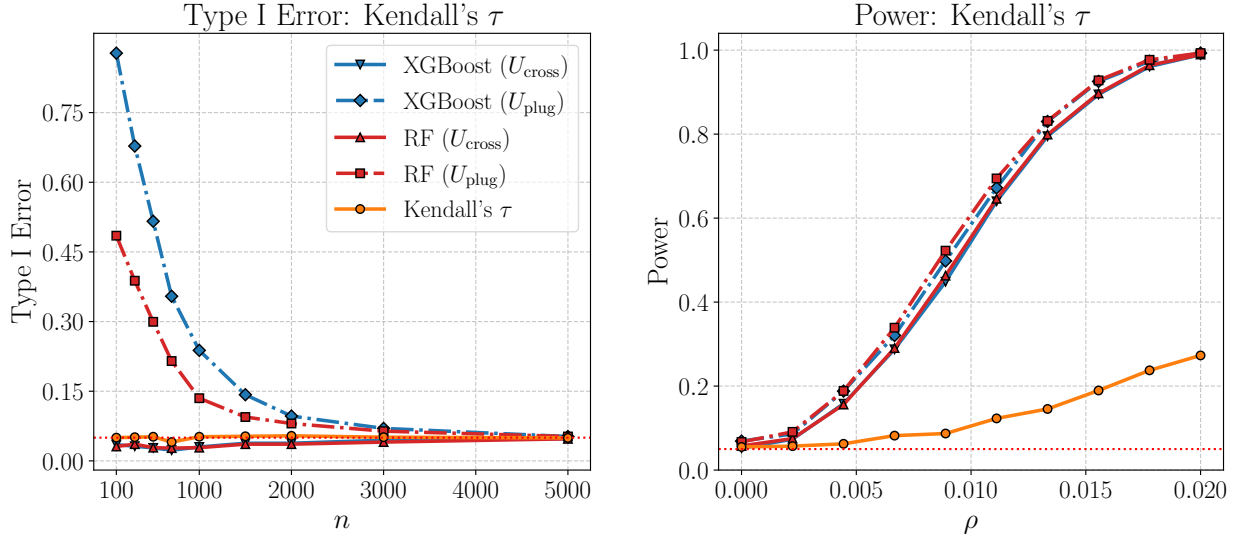 Type I Error: Kendall's τ
Type I Error
0.75
0.60
0.45
0.30
0.15
0.00
100
1000
2000
3000
4000
5000
n
XGBoost (U_cross)
XGBoost (U_plug)
RF (U_cross)
RF (U_plug)
Kendall's τ
Power: Kendall's τ
Power
1.0
0.8
0.6
0.4
0.2
0.0
0.000
0.005
0.010
0.015
0.020
ρ